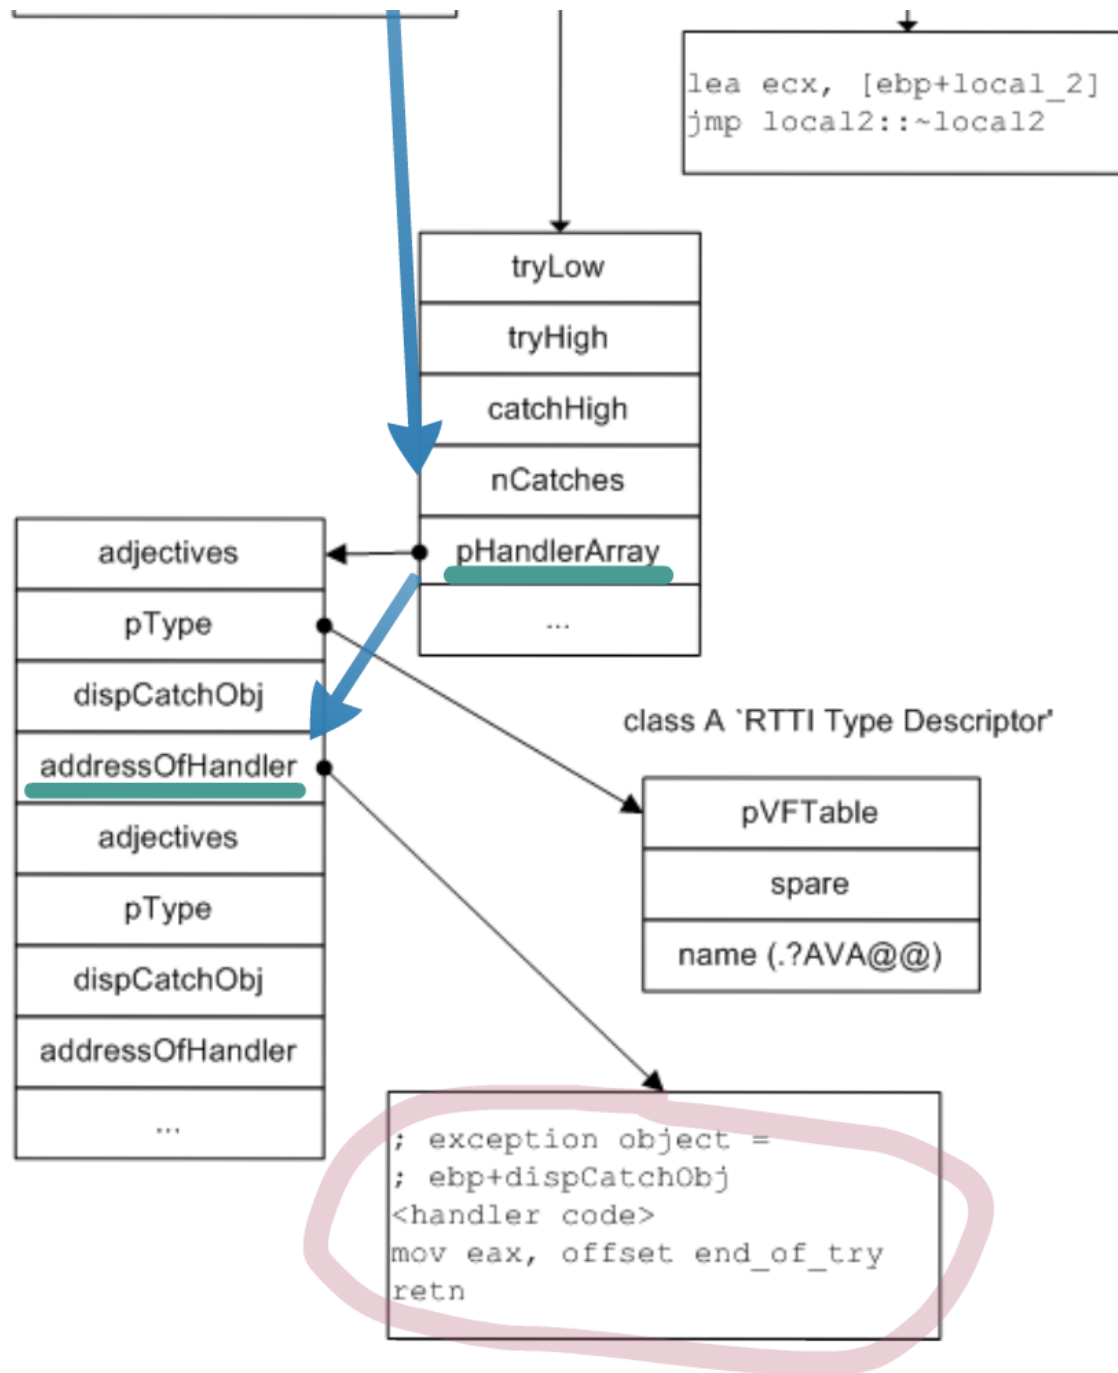 lea ecx, [ebp+local_2]
jmp local2::~local2
tryLow
tryHigh
catchHigh
nCatches
pHandlerArray
...
adjectives
pType
dispCatchObj
addressOfHandler
adjectives
pType
dispCatchObj
addressOfHandler
...
class A `RTTI Type Descriptor'
pVFTable
spare
name (.?AVA@@)
; exception object =
; ebp+dispCatchObj
<handler code>
mov eax, offset end_of_try
retn